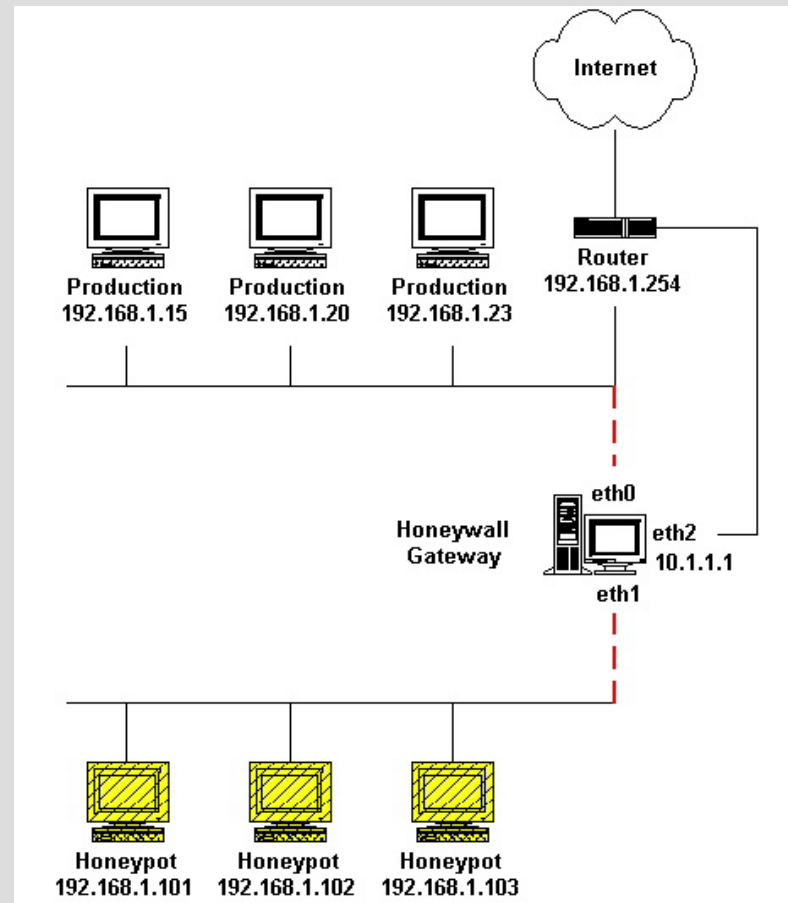 Internet
Router
192.168.1.254
Production
192.168.1.15
Production
192.168.1.20
Production
192.168.1.23
eth0
Honeywall
Gateway
eth2
10.1.1.1
eth1
Honeypot
192.168.1.101
Honeypot
192.168.1.102
Honeypot
192.168.1.103